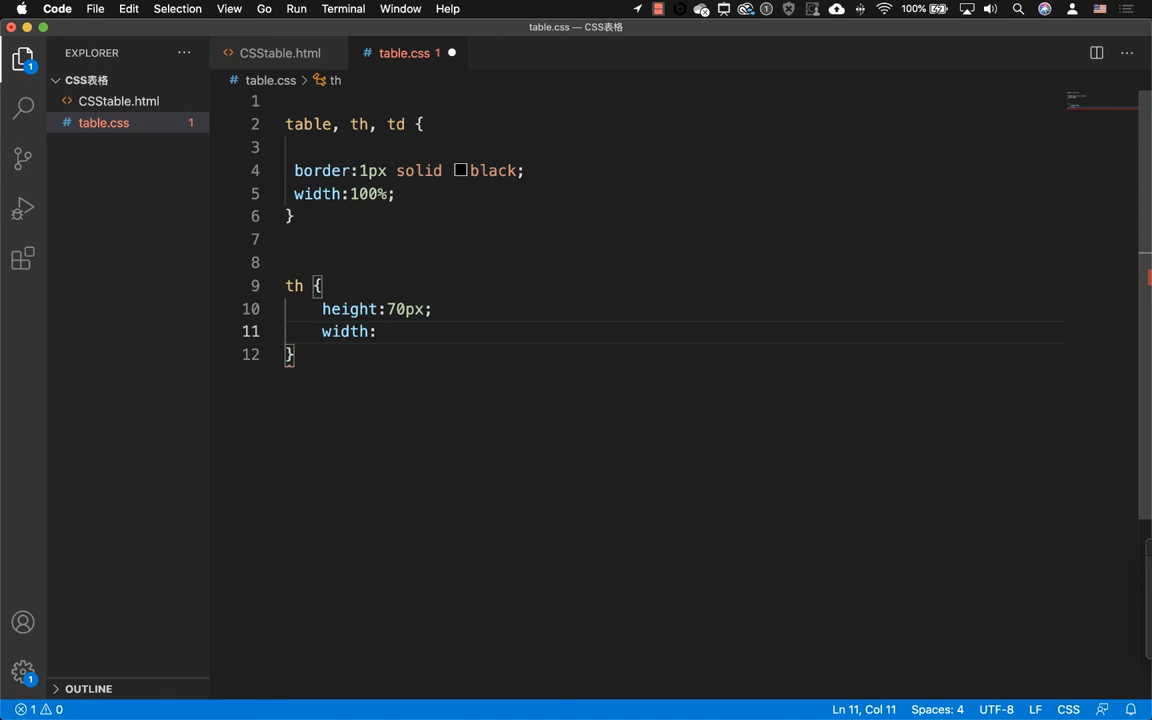 Code File Edit Selection View Go Run Terminal Window Help 100%
table.css — CSS表格
EXPLORER
CSS表格
CSStable.html
table.css 1
CSStable.html
table.css 1
table.css > th
1
2 table, th, td {
3
4 border:1px solid black;
5 width:100%;
6 }
7
8
9 th {
10 height:70px;
11 width:
12 }
1
1
OUTLINE
1 0 Ln 11, Col 11 Spaces: 4 UTF-8 LF CSS